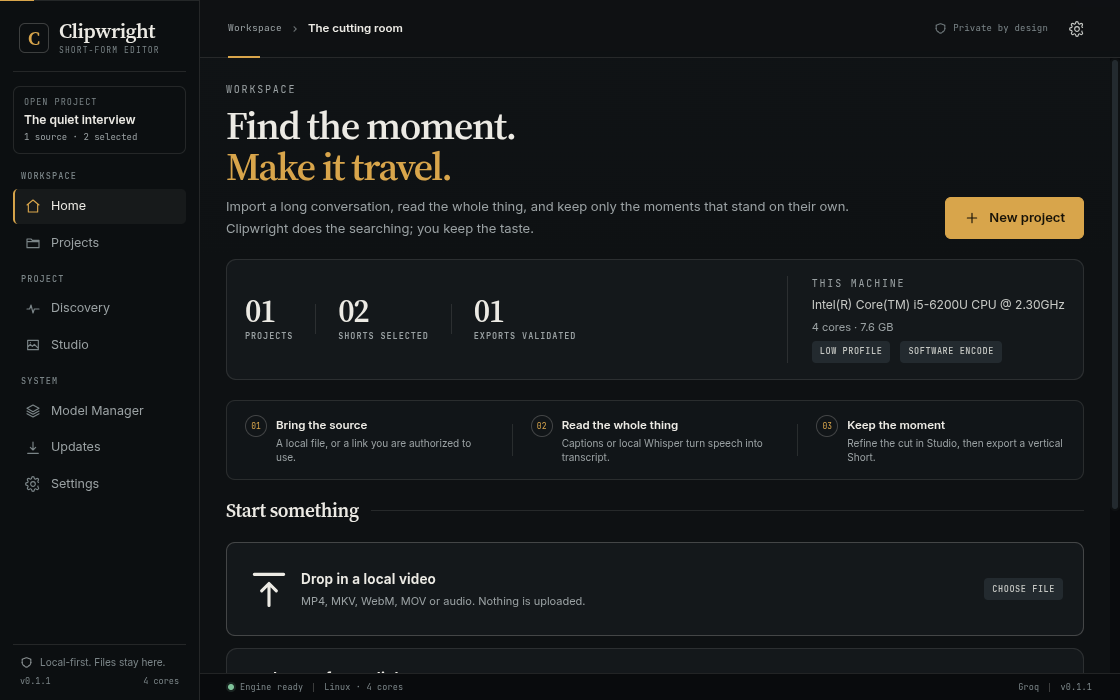 C
Clipwright
SHORT-FORM EDITOR
OPEN PROJECT
The quiet interview
1 source · 2 selected
WORKSPACE
Home
Projects
PROJECT
Discovery
Studio
SYSTEM
Model Manager
Updates
Settings
Local-first. Files stay here.
v0.1.1 4 cores
Workspace › The cutting room
Private by design
WORKSPACE
Find the moment.
Make it travel.
Import a long conversation, read the whole thing, and keep only the moments that stand on their own.
Clipwright does the searching; you keep the taste.
+ New project
01
PROJECTS
02
SHORTS SELECTED
01
EXPORTS VALIDATED
THIS MACHINE
Intel(R) Core(TM) i5-6200U CPU @ 2.30GHz
4 cores · 7.6 GB
LOW PROFILE SOFTWARE ENCODE
01 Bring the source
A local file, or a link you are authorized to
use.
02 Read the whole thing
Captions or local Whisper turn speech into
transcript.
03 Keep the moment
Refine the cut in Studio, then export a vertical
Short.
Start something
Drop in a local video
MP4, MKV, WebM, MOV or audio. Nothing is uploaded.
CHOOSE FILE
Engine ready | Linux · 4 cores
Groq | v0.1.1